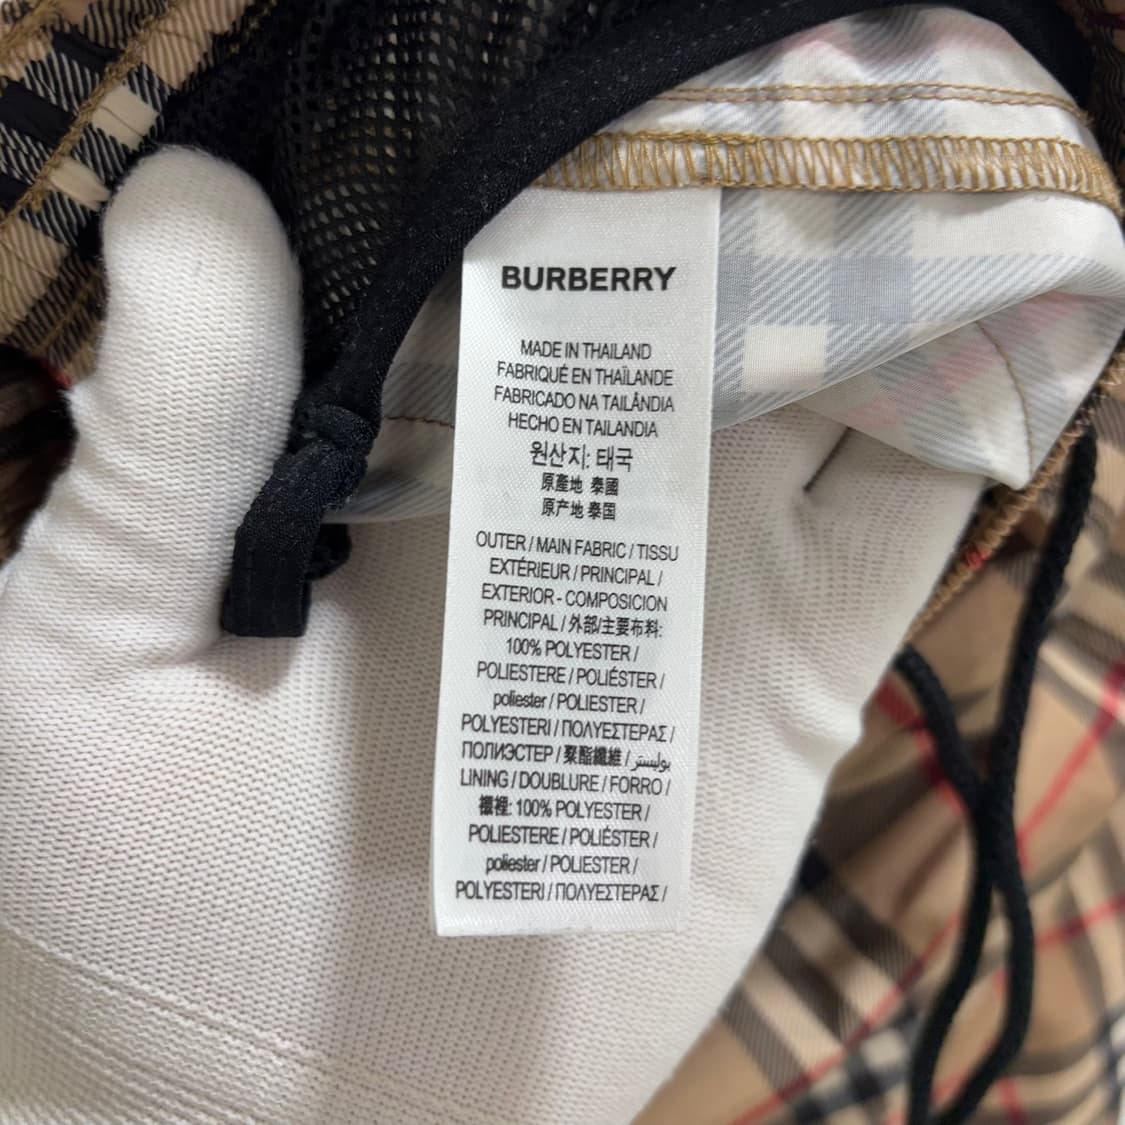 BURBERRY
MADE IN THAILAND
FABRIQUÉ EN THAÏLANDE
FABRICADO NA TAILÂNDIA
HECHO EN TAILANDIA
원산지: 태국
原產地 泰國
原产地 泰国
OUTER / MAIN FABRIC / TISSU
EXTÉRIEUR / PRINCIPAL /
EXTERIOR - COMPOSICION
PRINCIPAL / 外部/主要布料:
100% POLYESTER /
POLIESTERE / POLIÉSTER /
poliester / POLIESTER /
POLYESTERI / ΠΟΛΥΕΣΤΕΡΑΣ /
ПОЛИЭСТЕР / 聚酯纖維 / بوليستر
LINING / DOUBLURE / FORRO /
襯裡: 100% POLYESTER /
POLIESTERE / POLIÉSTER /
poliester / POLIESTER /
POLYESTERI / ΠΟΛΥΕΣΤΕΡΑΣ /